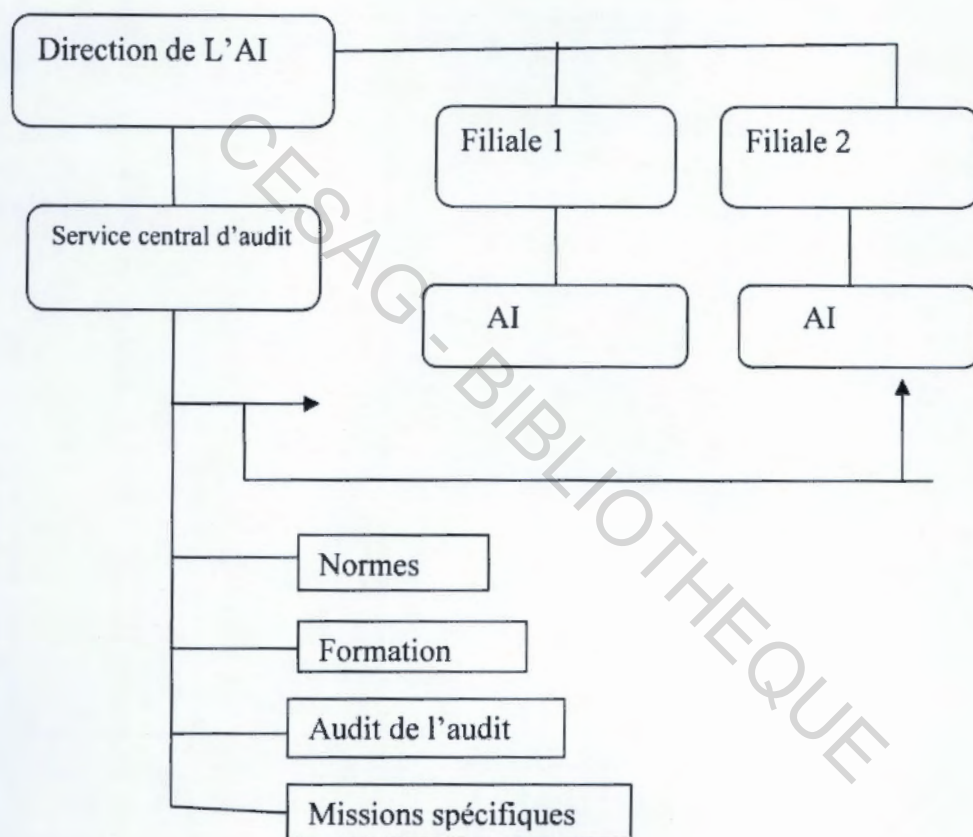 Direction de L'AI
Filiale 1
Filiale 2
Service central d'audit
AI
AI
Normes
Formation
Audit de l'audit
Missions spécifiques
CESAG - BIBLIOTHEQUE